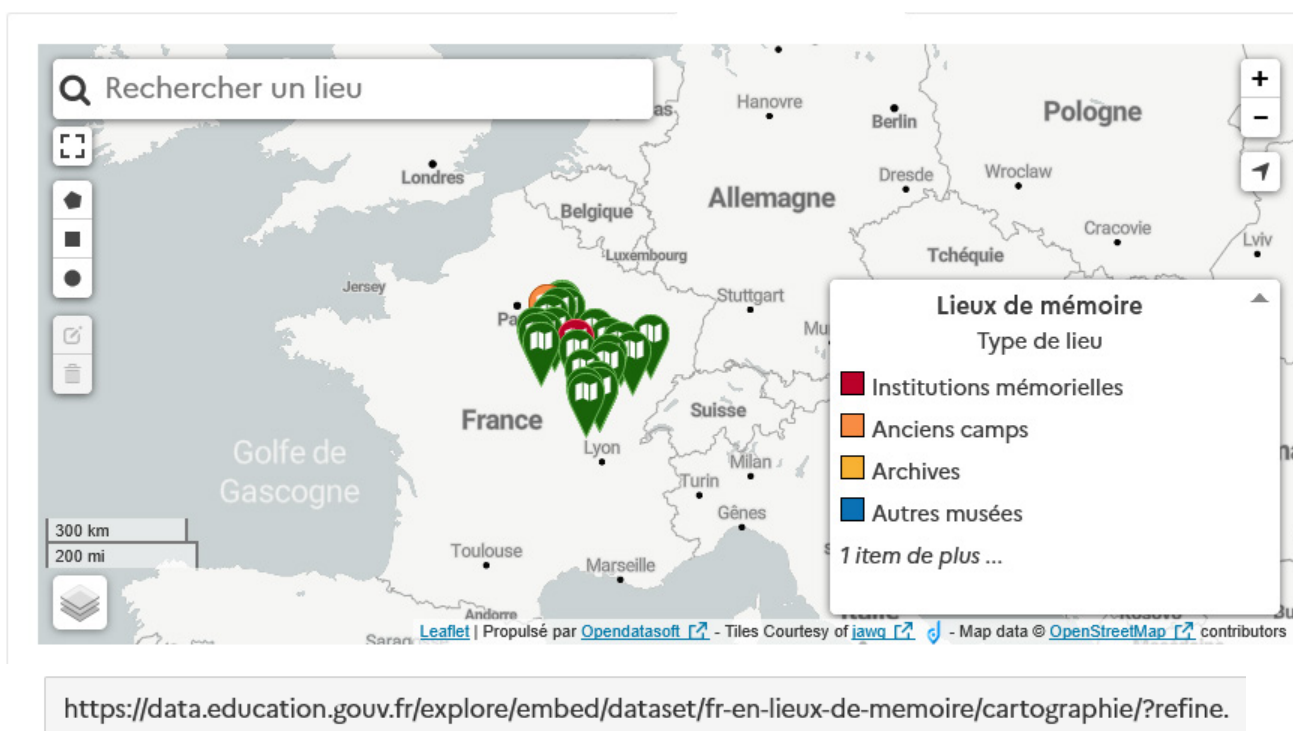 Rechercher un lieu
as
Hanovre
Berlin
Pologne
+
−
Londres
Dresde
Wroclaw
Allemagne
Belgique
Cracovie
Lviv
Tchéquie
Luxembourg
Jersey
Stuttgart
Pa
Mu
Lieux de mémoire
Type de lieu
Institutions mémorielles
Anciens camps
Archives
Autres musées
1 item de plus ...
France
Suisse
Lyon
Milan
Turin
Gênes
Golfe de
Gascogne
300 km
200 mi
Toulouse
Marseille
Andorre
Leaflet | Propulsé par Opendatasoft - Tiles Courtesy of jawg - Map data © OpenStreetMap contributors
https://data.education.gouv.fr/explore/embed/dataset/fr-en-lieux-de-memoire/cartographie/?refine.